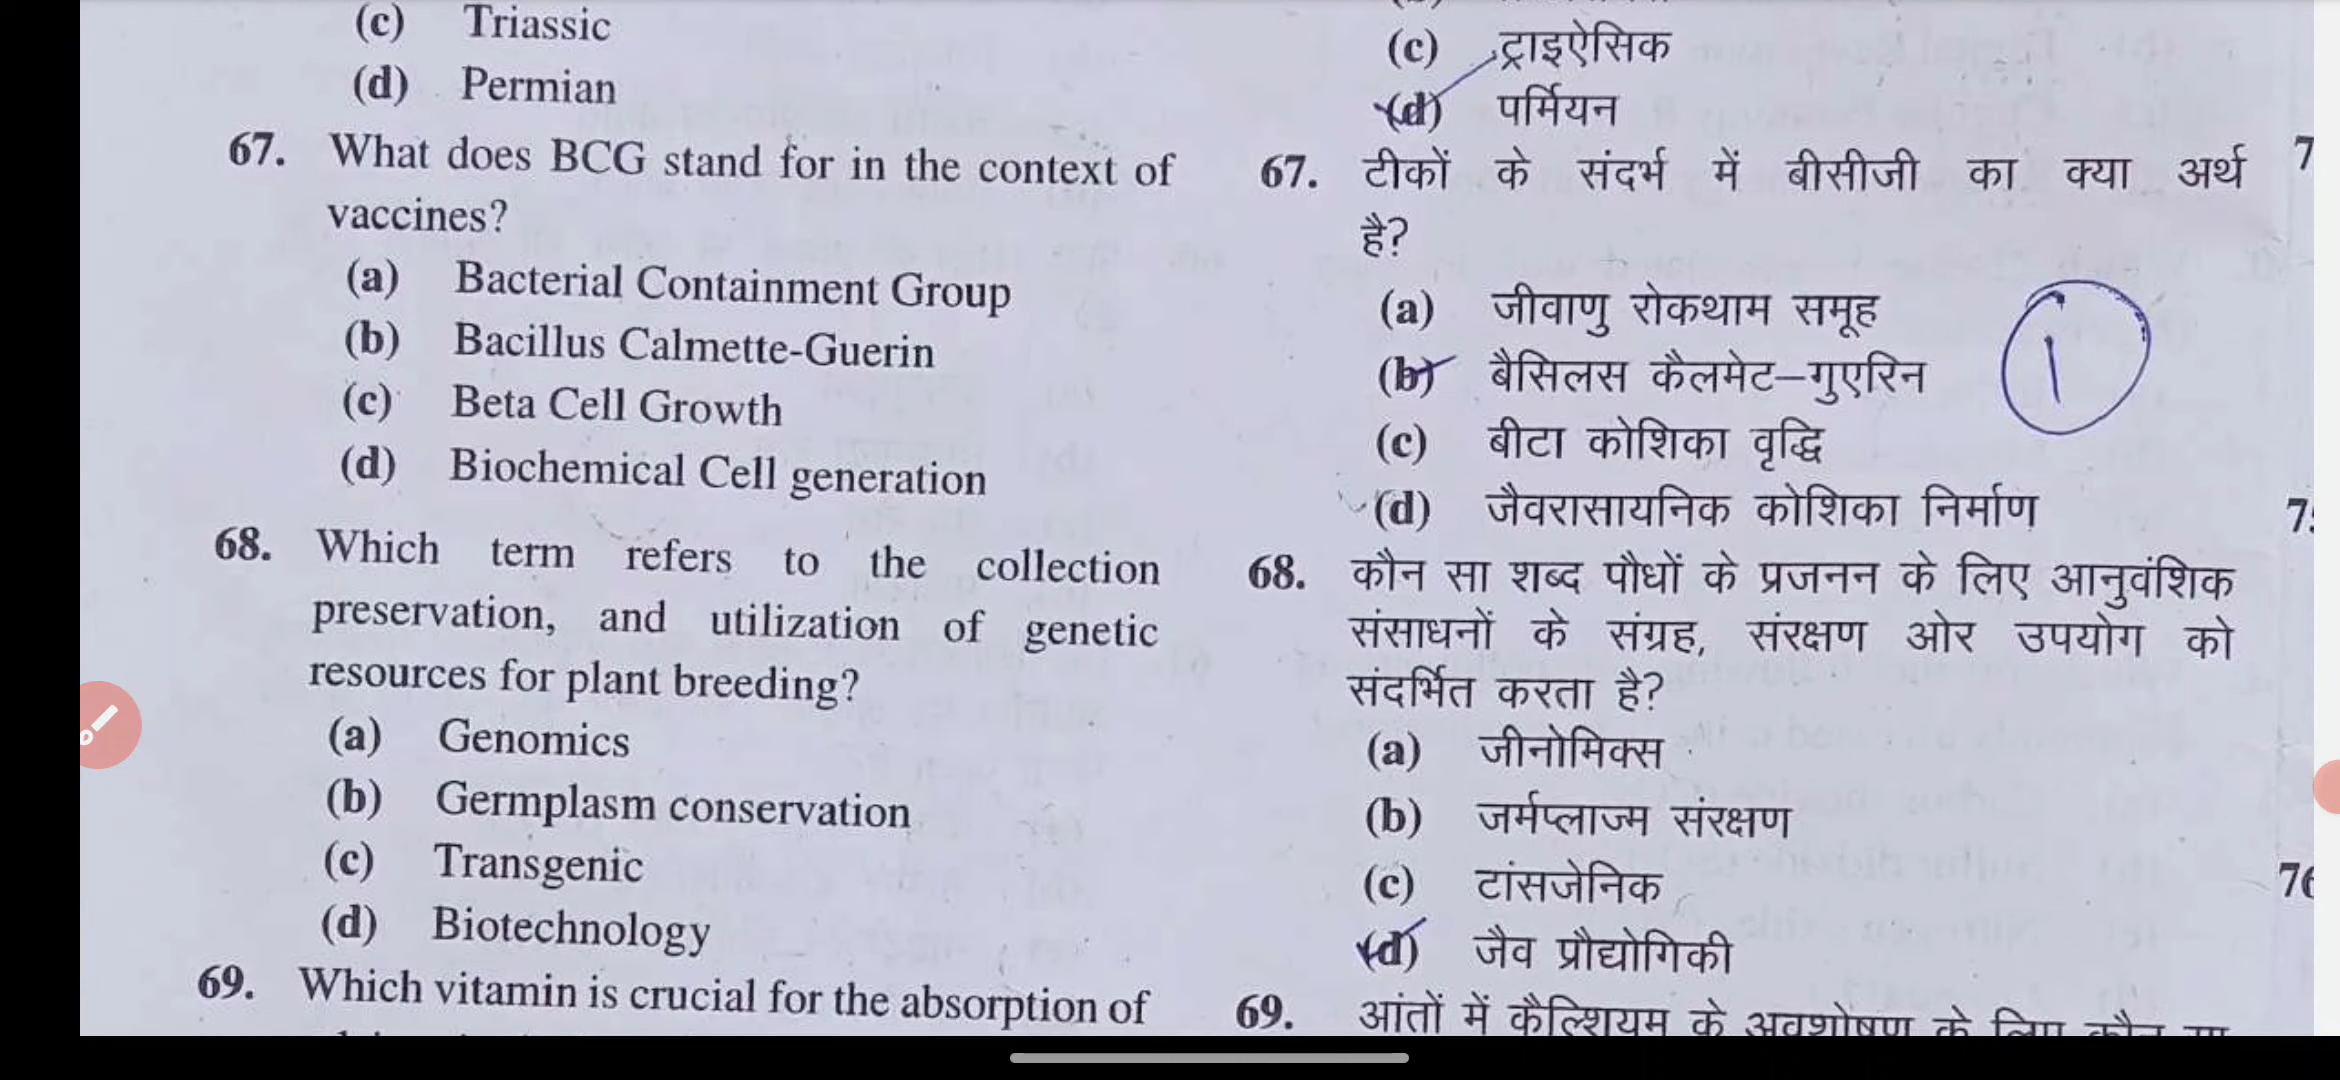 (c) Triassic
(d) Permian
67. What does BCG stand for in the context of
vaccines?
(a) Bacterial Containment Group
(b) Bacillus Calmette-Guerin
(c) Beta Cell Growth
(d) Biochemical Cell generation
68. Which term refers to the collection
preservation, and utilization of genetic
resources for plant breeding?
(a) Genomics
(b) Germplasm conservation
(c) Transgenic
(d) Biotechnology
69. Which vitamin is crucial for the absorption of
(c) ट्राइऐसिक
(d) पर्मियन
67. टीकों के संदर्भ में बीसीजी का क्या अर्थ
है?
(a) जीवाणु रोकथाम समूह
(b) बैसिलस कैलमेट–गुएरिन
(c) बीटा कोशिका वृद्धि
(d) जैवरासायनिक कोशिका निर्माण
68. कौन सा शब्द पौधों के प्रजनन के लिए आनुवंशिक
संसाधनों के संग्रह, संरक्षण ओर उपयोग को
संदर्भित करता है?
(a) जीनोमिक्स
(b) जर्मप्लाज्म संरक्षण
(c) टांसजेनिक
(d) जैव प्रौद्योगिकी
69. आंतों में कैल्शियम के अवशोषण के लिए कौन
1